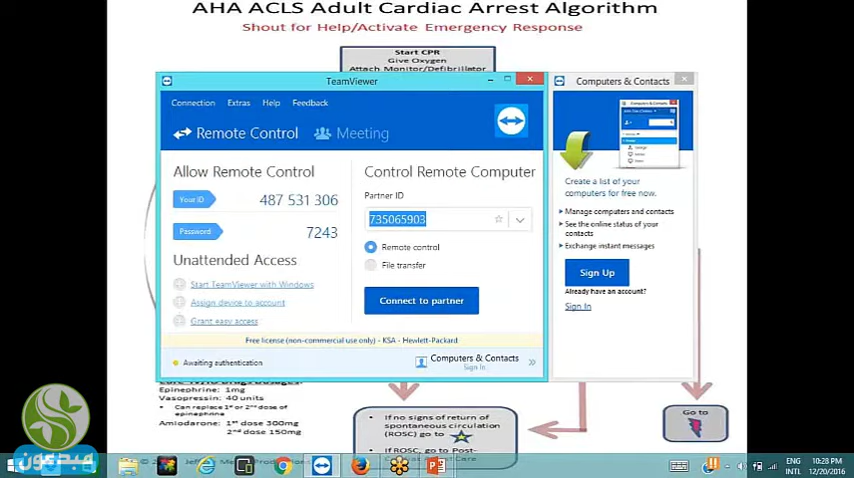 AHA ACLS Adult Cardiac Arrest Algorithm
Shout for Help/Activate Emergency Response
Start CPR
Give Oxygen
Attach Monitor/Defibrillator
TeamViewer
Connection Extras Help Feedback
Remote Control Meeting
Allow Remote Control
Your ID 487 531 306
Password 7243
Unattended Access
Start TeamViewer with Windows
Assign device to account
Grant easy access
Control Remote Computer
Partner ID
735065903
Remote control
File transfer
Connect to partner
Free license (non-commercial use only) - KSA - Hewlett-Packard
Awaiting authentication
Computers & Contacts
Sign In
Computers & Contacts
Create a list of your
computers for free now.
Manage computers and contacts
See the online status of your
contacts
Exchange instant messages
Sign Up
Already have an account?
Sign In
Epinephrine: 1mg
Vasopressin: 40 units
Can replace 1st or 2nd dose of
epinephrine
Amiodarone: 1st dose 300mg
2nd dose 150mg
If no signs of return of
spontaneous circulation
(ROSC) go to
If ROSC, go to Post-
Go to
مبدعون
ENG
INTL
10:28 PM
12/20/2016